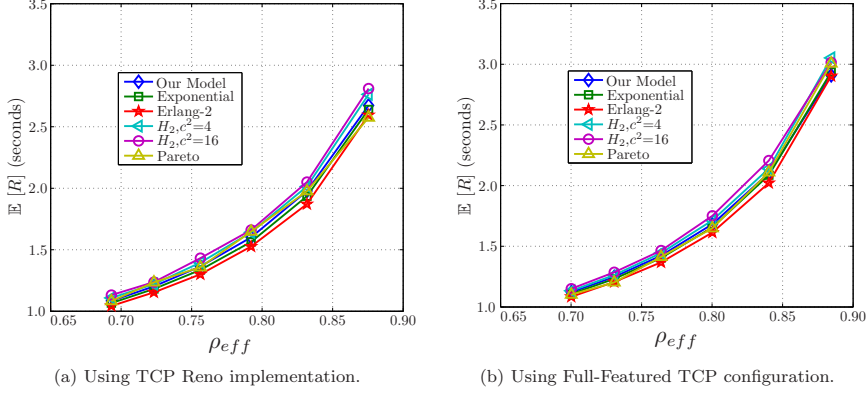 3.5
3.0
2.5
2.0
1.5
1.0
0.65 0.70 0.75 0.80 0.85 0.90
𝔼 [R] (seconds)
ρ_eff
Our Model
Exponential
Erlang-2
H₂,c²=4
H₂,c²=16
Pareto
(a) Using TCP Reno implementation.
3.5
3.0
2.5
2.0
1.5
1.0
0.65 0.70 0.75 0.80 0.85 0.90
𝔼 [R] (seconds)
ρ_eff
Our Model
Exponential
Erlang-2
H₂,c²=4
H₂,c²=16
Pareto
(b) Using Full-Featured TCP configuration.